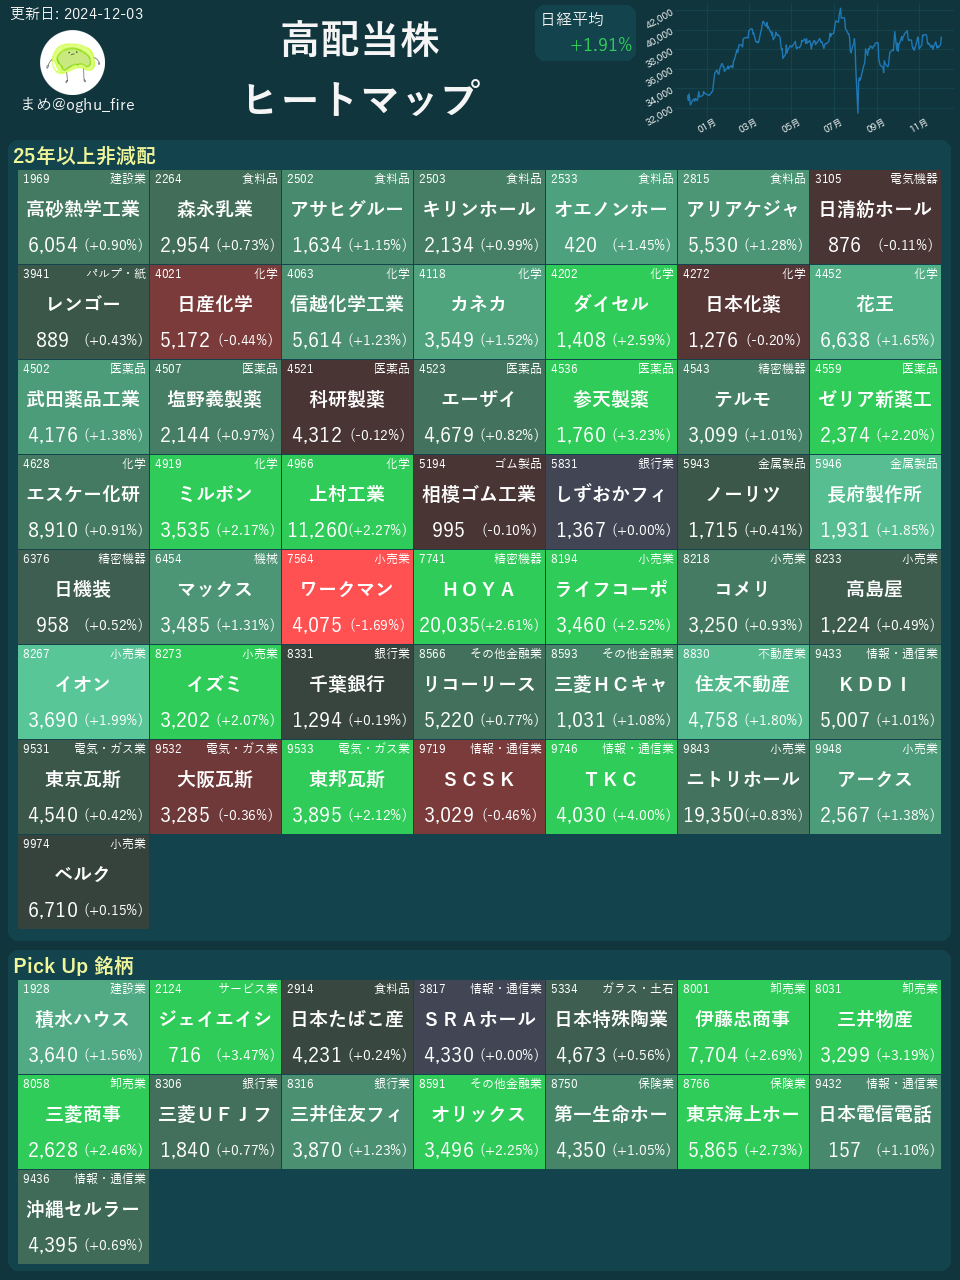 更新日: 2024-12-03
まめ@oghu_fire
高配当株
ヒートマップ
日経平均
+1.91%
42,000
40,000
38,000
36,000
34,000
32,000
01月 03月 05月 07月 09月 11月
25年以上非減配
1969 建設業 2264 食料品 2502 食料品 2503 食料品 2533 食料品 2815 食料品 3105 電気機器
高砂熱学工業 森永乳業 アサヒグルー キリンホール オエノンホー アリアケジャ 日清紡ホール
6,054 (+0.90%) 2,954 (+0.73%) 1,634 (+1.15%) 2,134 (+0.99%) 420 (+1.45%) 5,530 (+1.28%) 876 (-0.11%)
3941 パルプ・紙 4021 化学 4063 化学 4118 化学 4202 化学 4272 化学 4452 化学
レンゴー 日産化学 信越化学工業 カネカ ダイセル 日本化薬 花王
889 (+0.43%) 5,172 (-0.44%) 5,614 (+1.23%) 3,549 (+1.52%) 1,408 (+2.59%) 1,276 (-0.20%) 6,638 (+1.65%)
4502 医薬品 4507 医薬品 4521 医薬品 4523 医薬品 4536 医薬品 4543 精密機器 4559 医薬品
武田薬品工業 塩野義製薬 科研製薬 エーザイ 参天製薬 テルモ ゼリア新薬工
4,176 (+1.38%) 2,144 (+0.97%) 4,312 (-0.12%) 4,679 (+0.82%) 1,760 (+3.23%) 3,099 (+1.01%) 2,374 (+2.20%)
4628 化学 4919 化学 4966 化学 5194 ゴム製品 5831 銀行業 5943 金属製品 5946 金属製品
エスケー化研 ミルボン 上村工業 相模ゴム工業 しずおかフィ ノーリツ 長府製作所
8,910 (+0.91%) 3,535 (+2.17%) 11,260(+2.27%) 995 (-0.10%) 1,367 (+0.00%) 1,715 (+0.41%) 1,931 (+1.85%)
6376 精密機器 6454 機械 7564 小売業 7741 精密機器 8194 小売業 8218 小売業 8233 小売業
日機装 マックス ワークマン ＨＯＹＡ ライフコーポ コメリ 高島屋
958 (+0.52%) 3,485 (+1.31%) 4,075 (-1.69%) 20,035(+2.61%) 3,460 (+2.52%) 3,250 (+0.93%) 1,224 (+0.49%)
8267 小売業 8273 小売業 8331 銀行業 8566 その他金融業 8593 その他金融業 8830 不動産業 9433 情報・通信業
イオン イズミ 千葉銀行 リコーリース 三菱ＨＣキャ 住友不動産 ＫＤＤＩ
3,690 (+1.99%) 3,202 (+2.07%) 1,294 (+0.19%) 5,220 (+0.77%) 1,031 (+1.08%) 4,758 (+1.80%) 5,007 (+1.01%)
9531 電気・ガス業 9532 電気・ガス業 9533 電気・ガス業 9719 情報・通信業 9746 情報・通信業 9843 小売業 9948 小売業
東京瓦斯 大阪瓦斯 東邦瓦斯 ＳＣＳＫ ＴＫＣ ニトリホール アークス
4,540 (+0.42%) 3,285 (-0.36%) 3,895 (+2.12%) 3,029 (-0.46%) 4,030 (+4.00%) 19,350(+0.83%) 2,567 (+1.38%)
9974 小売業
ベルク
6,710 (+0.15%)
Pick Up 銘柄
1928 建設業 2124 サービス業 2914 食料品 3817 情報・通信業 5334 ガラス・土石 8001 卸売業 8031 卸売業
積水ハウス ジェイエイシ 日本たばこ産 ＳＲＡホール 日本特殊陶業 伊藤忠商事 三井物産
3,640 (+1.56%) 716 (+3.47%) 4,231 (+0.24%) 4,330 (+0.00%) 4,673 (+0.56%) 7,704 (+2.69%) 3,299 (+3.19%)
8058 卸売業 8306 銀行業 8316 銀行業 8591 その他金融業 8750 保険業 8766 保険業 9432 情報・通信業
三菱商事 三菱ＵＦＪフ 三井住友フィ オリックス 第一生命ホー 東京海上ホー 日本電信電話
2,628 (+2.46%) 1,840 (+0.77%) 3,870 (+1.23%) 3,496 (+2.25%) 4,350 (+1.05%) 5,865 (+2.73%) 157 (+1.10%)
9436 情報・通信業
沖縄セルラー
4,395 (+0.69%)